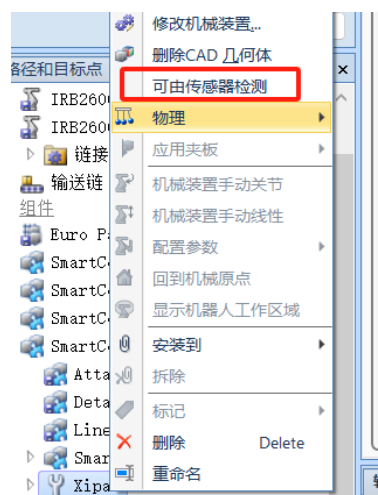 修改机械装置...
删除CAD 几何体
路径和目标点
可由传感器检测
IRB260
IRB260
物理
链接
应用夹板
输送链
机械装置手动关节
组件
机械装置手动线性
Euro P
配置参数
SmartC
SmartC
回到机械原点
SmartC
显示机器人工作区域
SmartC
安装到
Atta
拆除
Deta
标记
Line
删除 Delete
Smar
重命名
Xipa